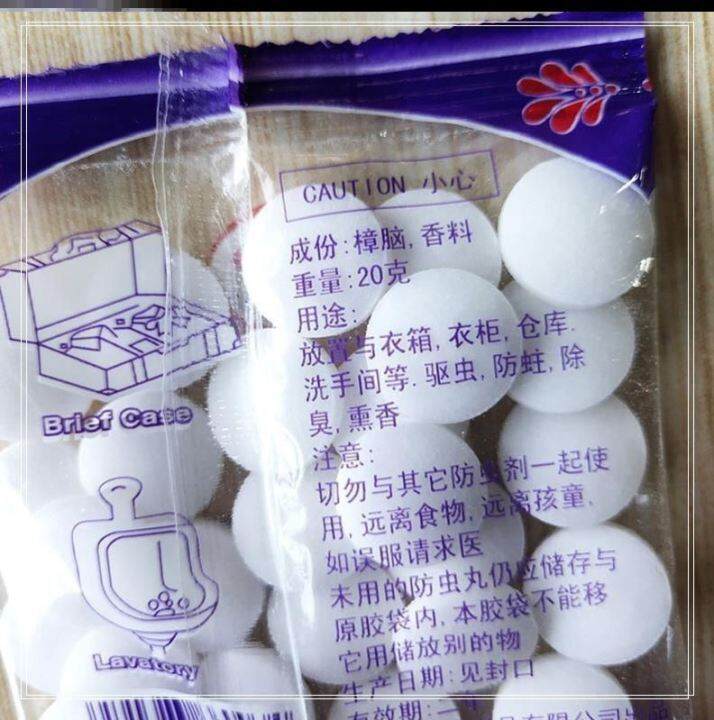 CAUTION 小心
成份:樟脑,香料
重量:20克
用途:
放置与衣箱,衣柜,仓库.
洗手间等.驱虫,防蛀,除
臭,熏香
注意:
切勿与其它防虫剂一起使
用,远离食物,远离孩童.
如误服请求医
未用的防虫丸仍应储存与
原胶袋内,本胶袋不能移
它用储放别的物
生产日期:见封口
有效期:一年
Brief Case
Lavatory